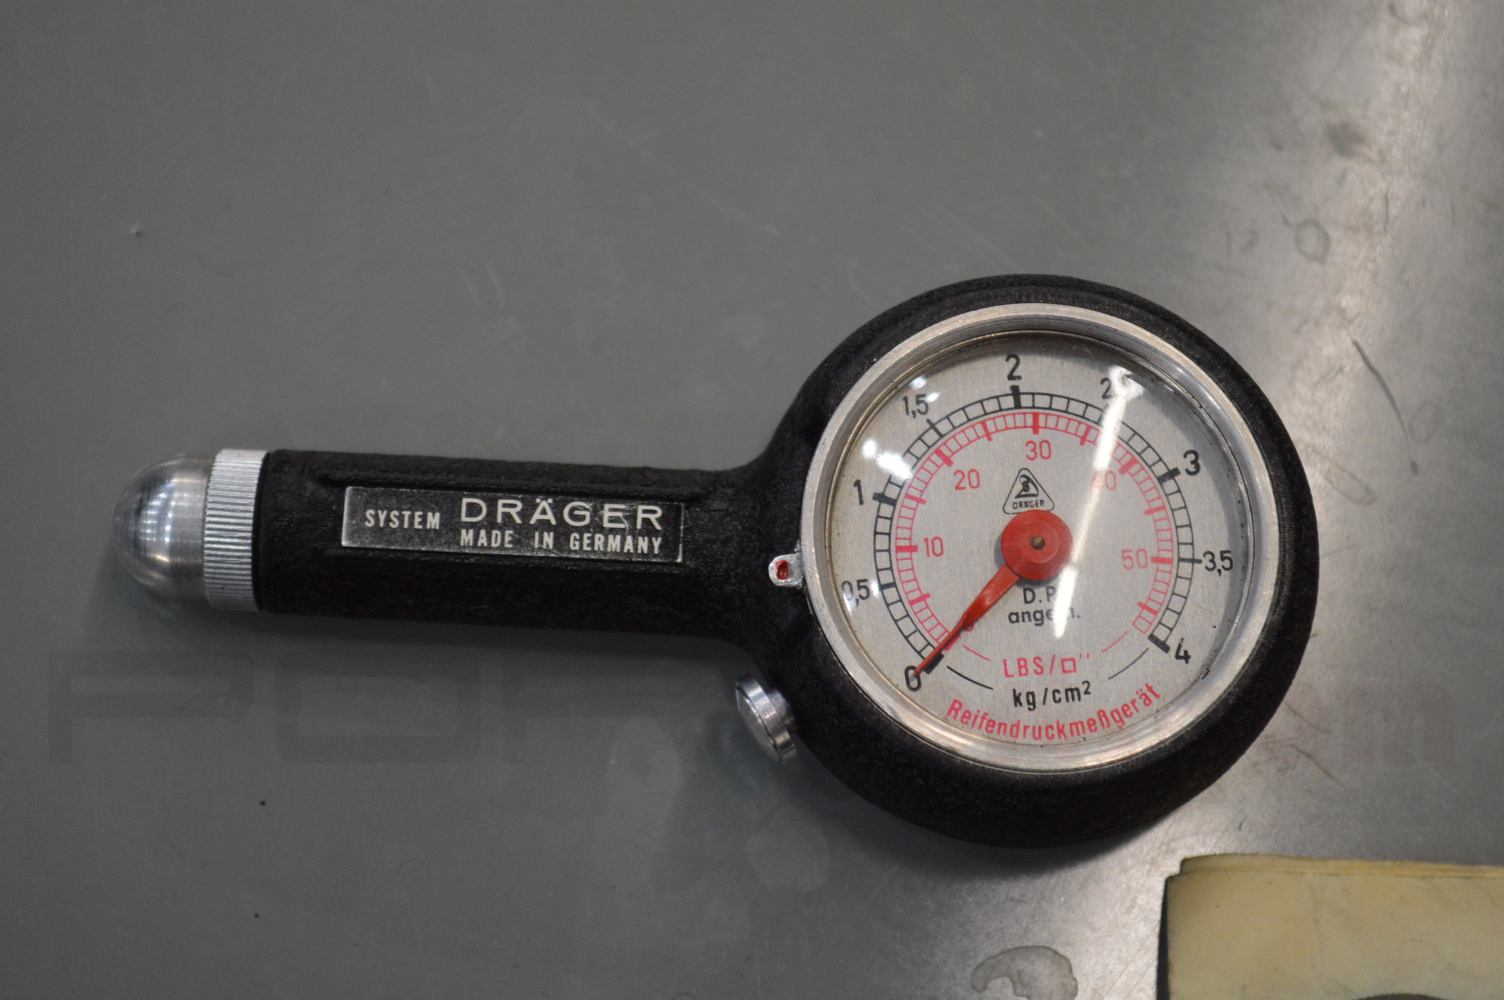 SYSTEM DRÄGER
MADE IN GERMANY
0
0,5
1
1,5
2
3
3,5
4
10
20
30
40
50
DRÄGER
LBS/□''
kg/cm²
Reifendruckmeßgerät